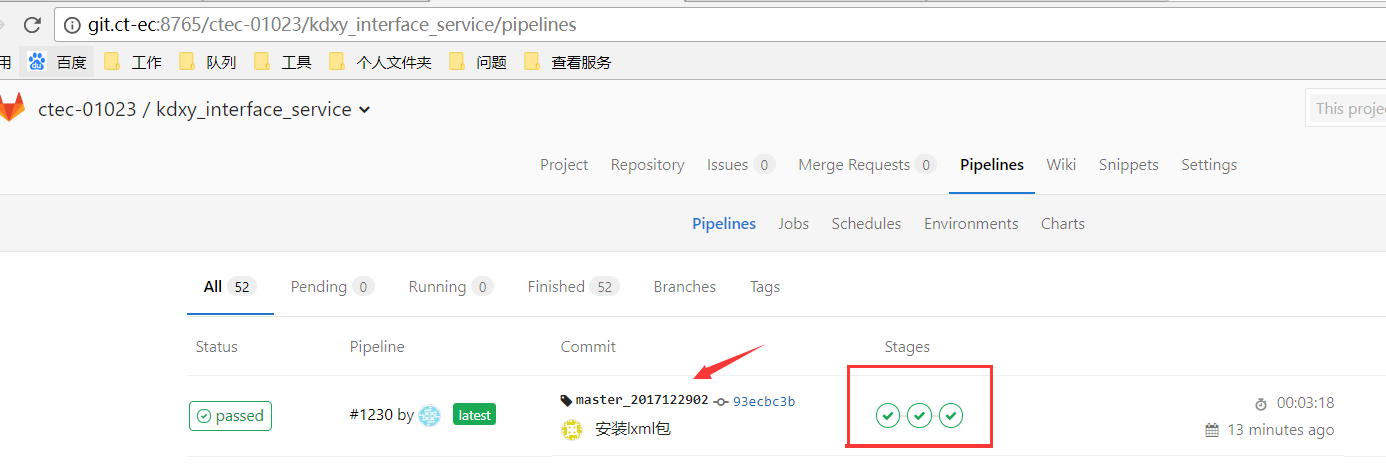 git.ct-ec:8765/ctec-01023/kdxy_interface_service/pipelines
用 百度 工作 队列 工具 个人文件夹 问题 查看服务
ctec-01023 / kdxy_interface_service
This proje
Project Repository Issues 0 Merge Requests 0 Pipelines Wiki Snippets Settings
Pipelines Jobs Schedules Environments Charts
All 52 Pending 0 Running 0 Finished 52 Branches Tags
Status Pipeline Commit Stages
passed #1230 by latest master_2017122902 93ecbc3b 00:03:18
安装lxml包 13 minutes ago